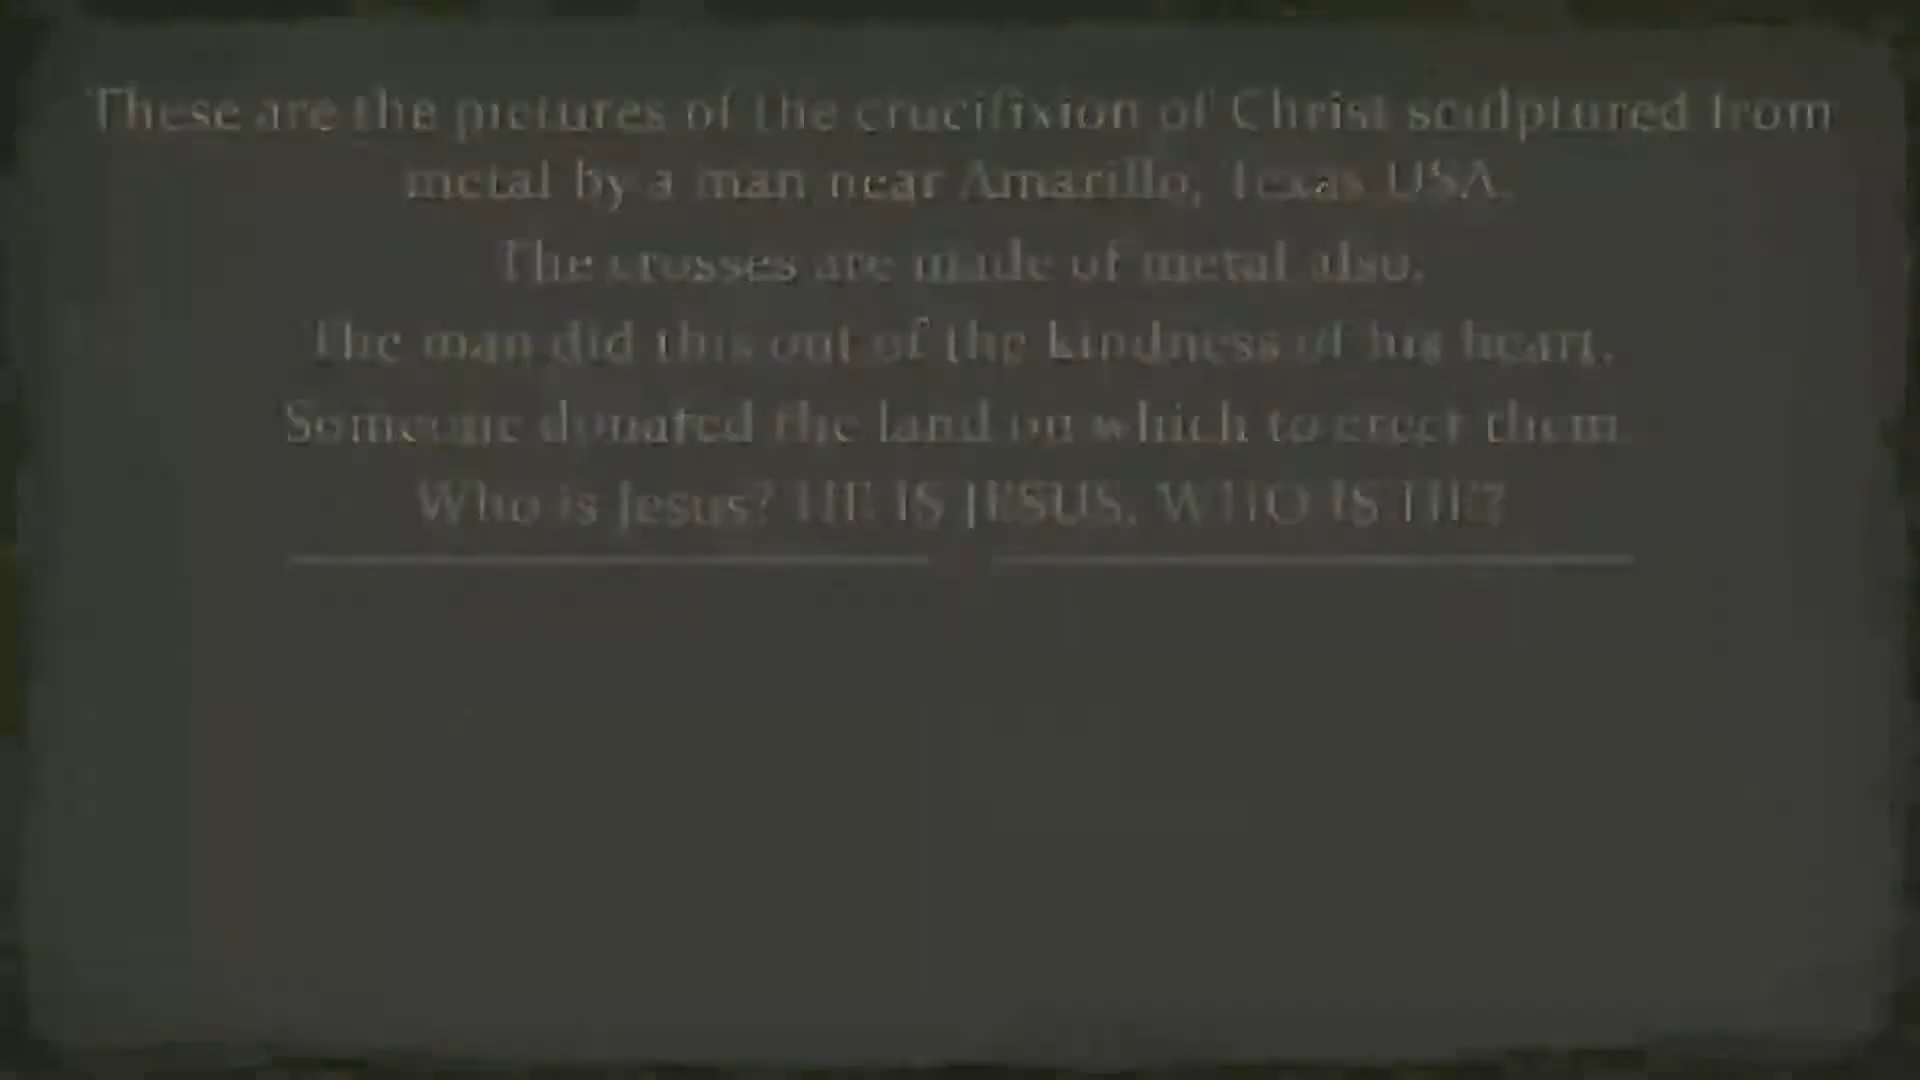 These are the pictures of the crucifixion of Christ sculptured from
metal by a man near Amarillo, Texas USA.
The crosses are made of metal also.
The man did this out of the kindness of his heart.
Someone donated the land on which to erect them.
Who is Jesus? HE IS JESUS. WHO IS HE?